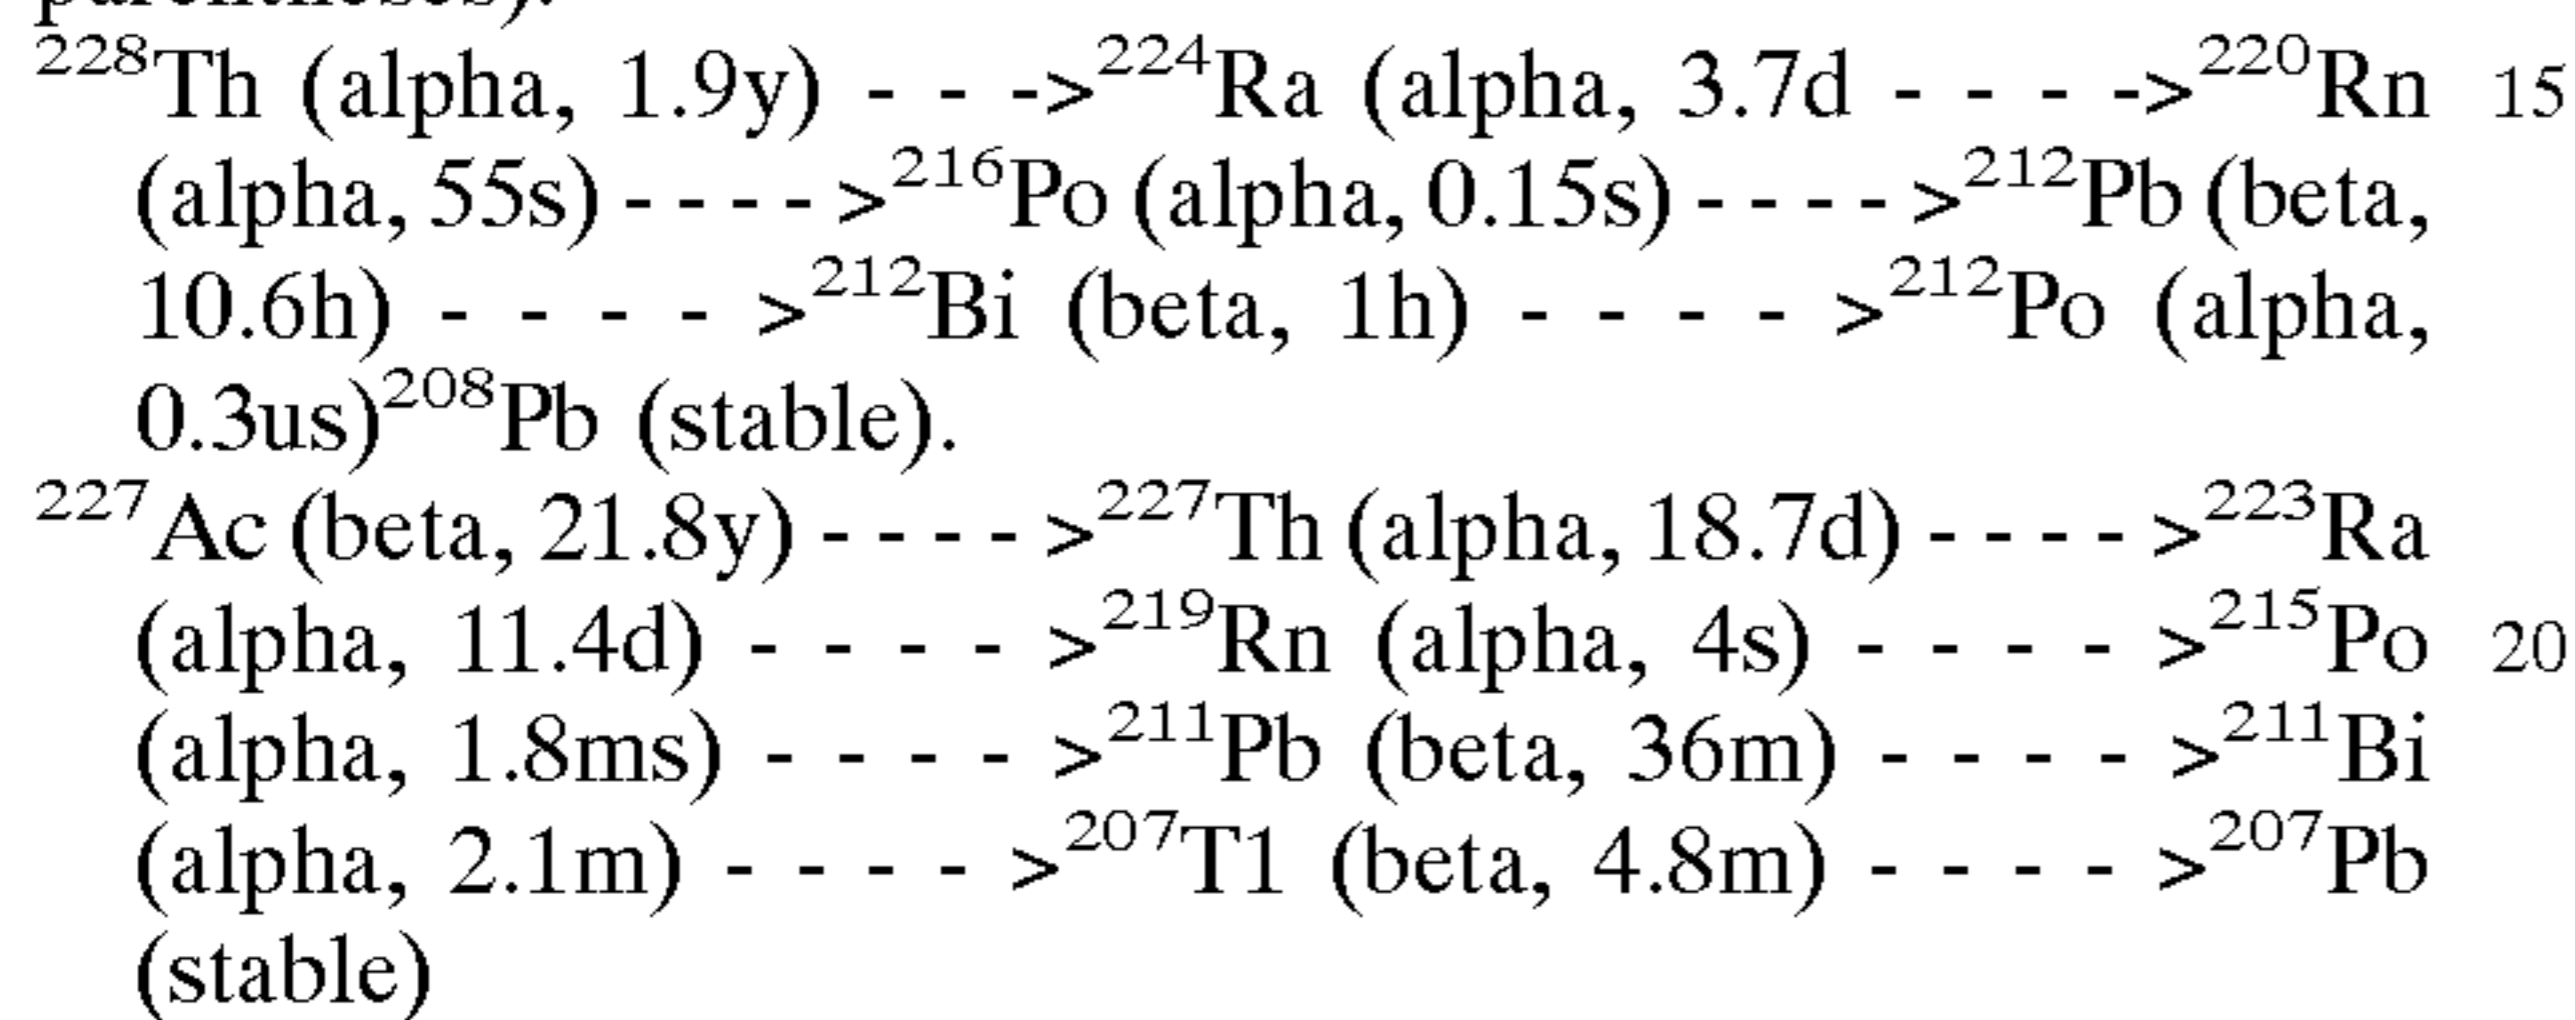 parentheses).
²²⁸Th (alpha, 1.9y) - - -> ²²⁴Ra (alpha, 3.7d - - - -> ²²⁰Rn 15
(alpha, 55s) - - - - > ²¹⁶Po (alpha, 0.15s) - - - - > ²¹²Pb (beta,
10.6h) - - - - > ²¹²Bi (beta, 1h) - - - - > ²¹²Po (alpha,
0.3us) ²⁰⁸Pb (stable).
²²⁷Ac (beta, 21.8y) - - - - > ²²⁷Th (alpha, 18.7d) - - - - > ²²³Ra
(alpha, 11.4d) - - - - > ²¹⁹Rn (alpha, 4s) - - - - > ²¹⁵Po 20
(alpha, 1.8ms) - - - - > ²¹¹Pb (beta, 36m) - - - - > ²¹¹Bi
(alpha, 2.1m) - - - - > ²⁰⁷T1 (beta, 4.8m) - - - - > ²⁰⁷Pb
(stable)